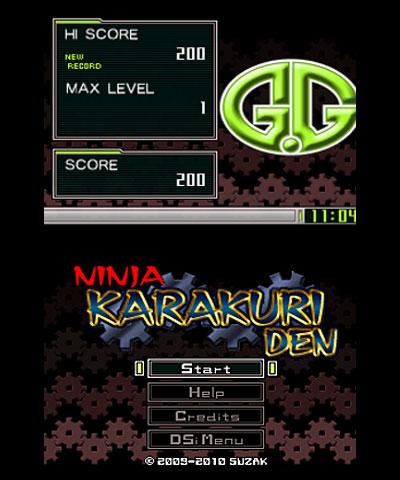 HI SCORE
200
NEW
RECORD
MAX LEVEL
1
G.G
SCORE
200
11:04
NINJA
KARAKURI
DEN
Start
Help
Credits
DSi Menu
© 2009-2010 SUZAK